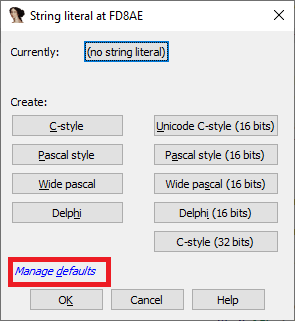 String literal at FD8AE
Currently: (no string literal)
Create:
C-style Unicode C-style (16 bits)
Pascal style Pascal style (16 bits)
Wide pascal Wide pascal (16 bits)
Delphi Delphi (16 bits)
C-style (32 bits)
Manage defaults
OK Cancel Help